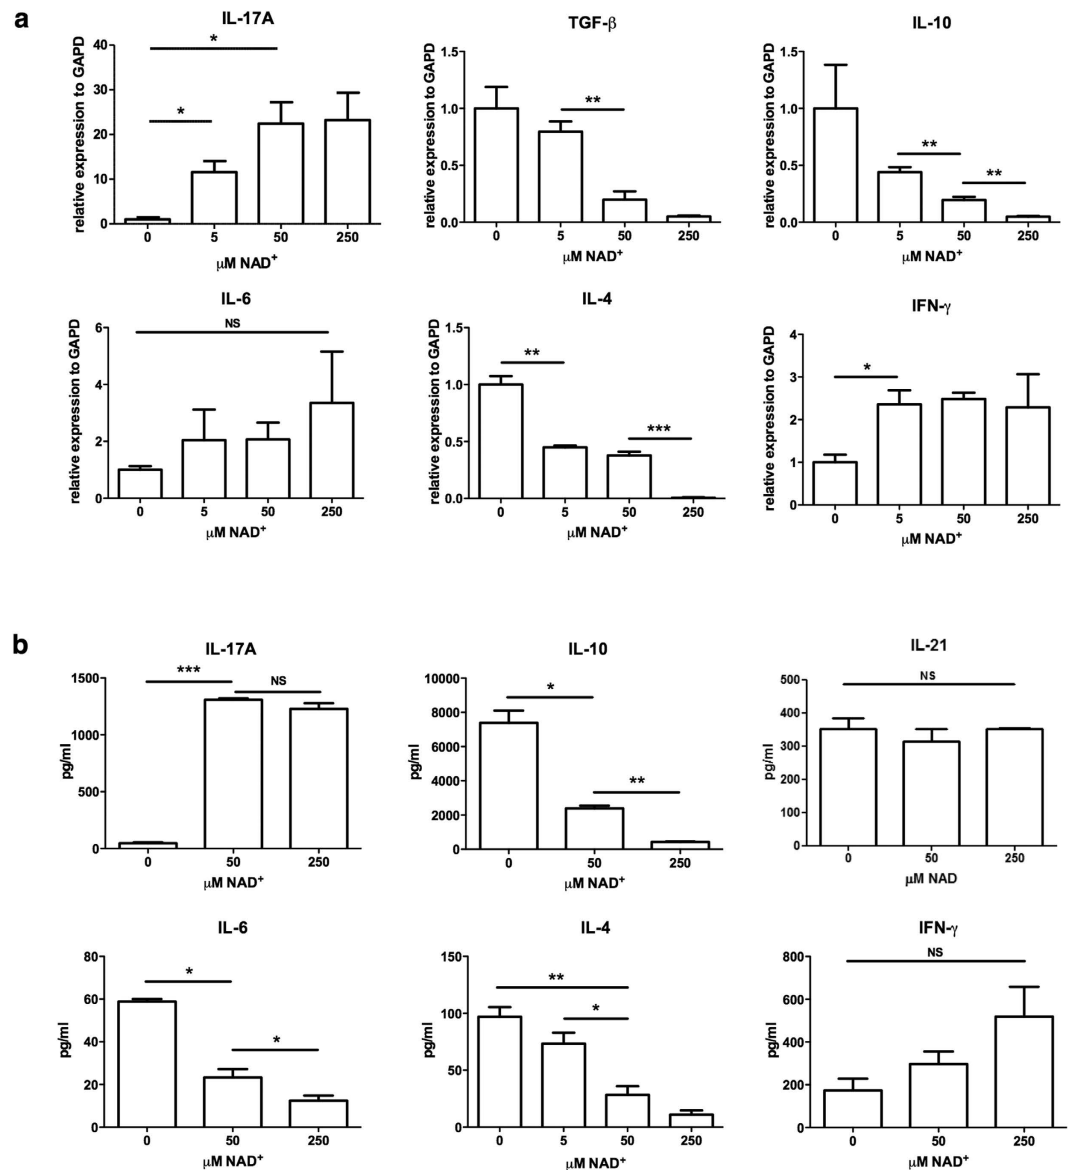 a
IL-17A
relative expression to GAPD
40
30
20
10
0
*
*
0 5 50 250
μM NAD+
TGF-β
relative expression to GAPD
1.5
1.0
0.5
0.0
**
0 5 50 250
μM NAD+
IL-10
relative expression to GAPD
1.5
1.0
0.5
0.0
**
**
0 5 50 250
μM NAD+
IL-6
relative expression to GAPD
6
4
2
0
NS
0 5 50 250
μM NAD+
IL-4
relative expression to GAPD
1.5
1.0
0.5
0.0
**
***
0 5 50 250
μM NAD+
IFN-γ
relative expression to GAPD
4
3
2
1
0
*
0 5 50 250
μM NAD+
b
IL-17A
pg/ml
1500
1000
500
0
***
NS
0 50 250
μM NAD+
IL-10
pg/ml
10000
8000
6000
4000
2000
0
*
**
0 50 250
μM NAD+
IL-21
pg/ml
500
400
300
200
100
0
NS
0 50 250
μM NAD
IL-6
pg/ml
80
60
40
20
0
*
*
0 50 250
μM NAD+
IL-4
pg/ml
150
100
50
0
**
*
0 5 50 250
μM NAD+
IFN-γ
pg/ml
800
600
400
200
0
NS
0 50 250
μM NAD+